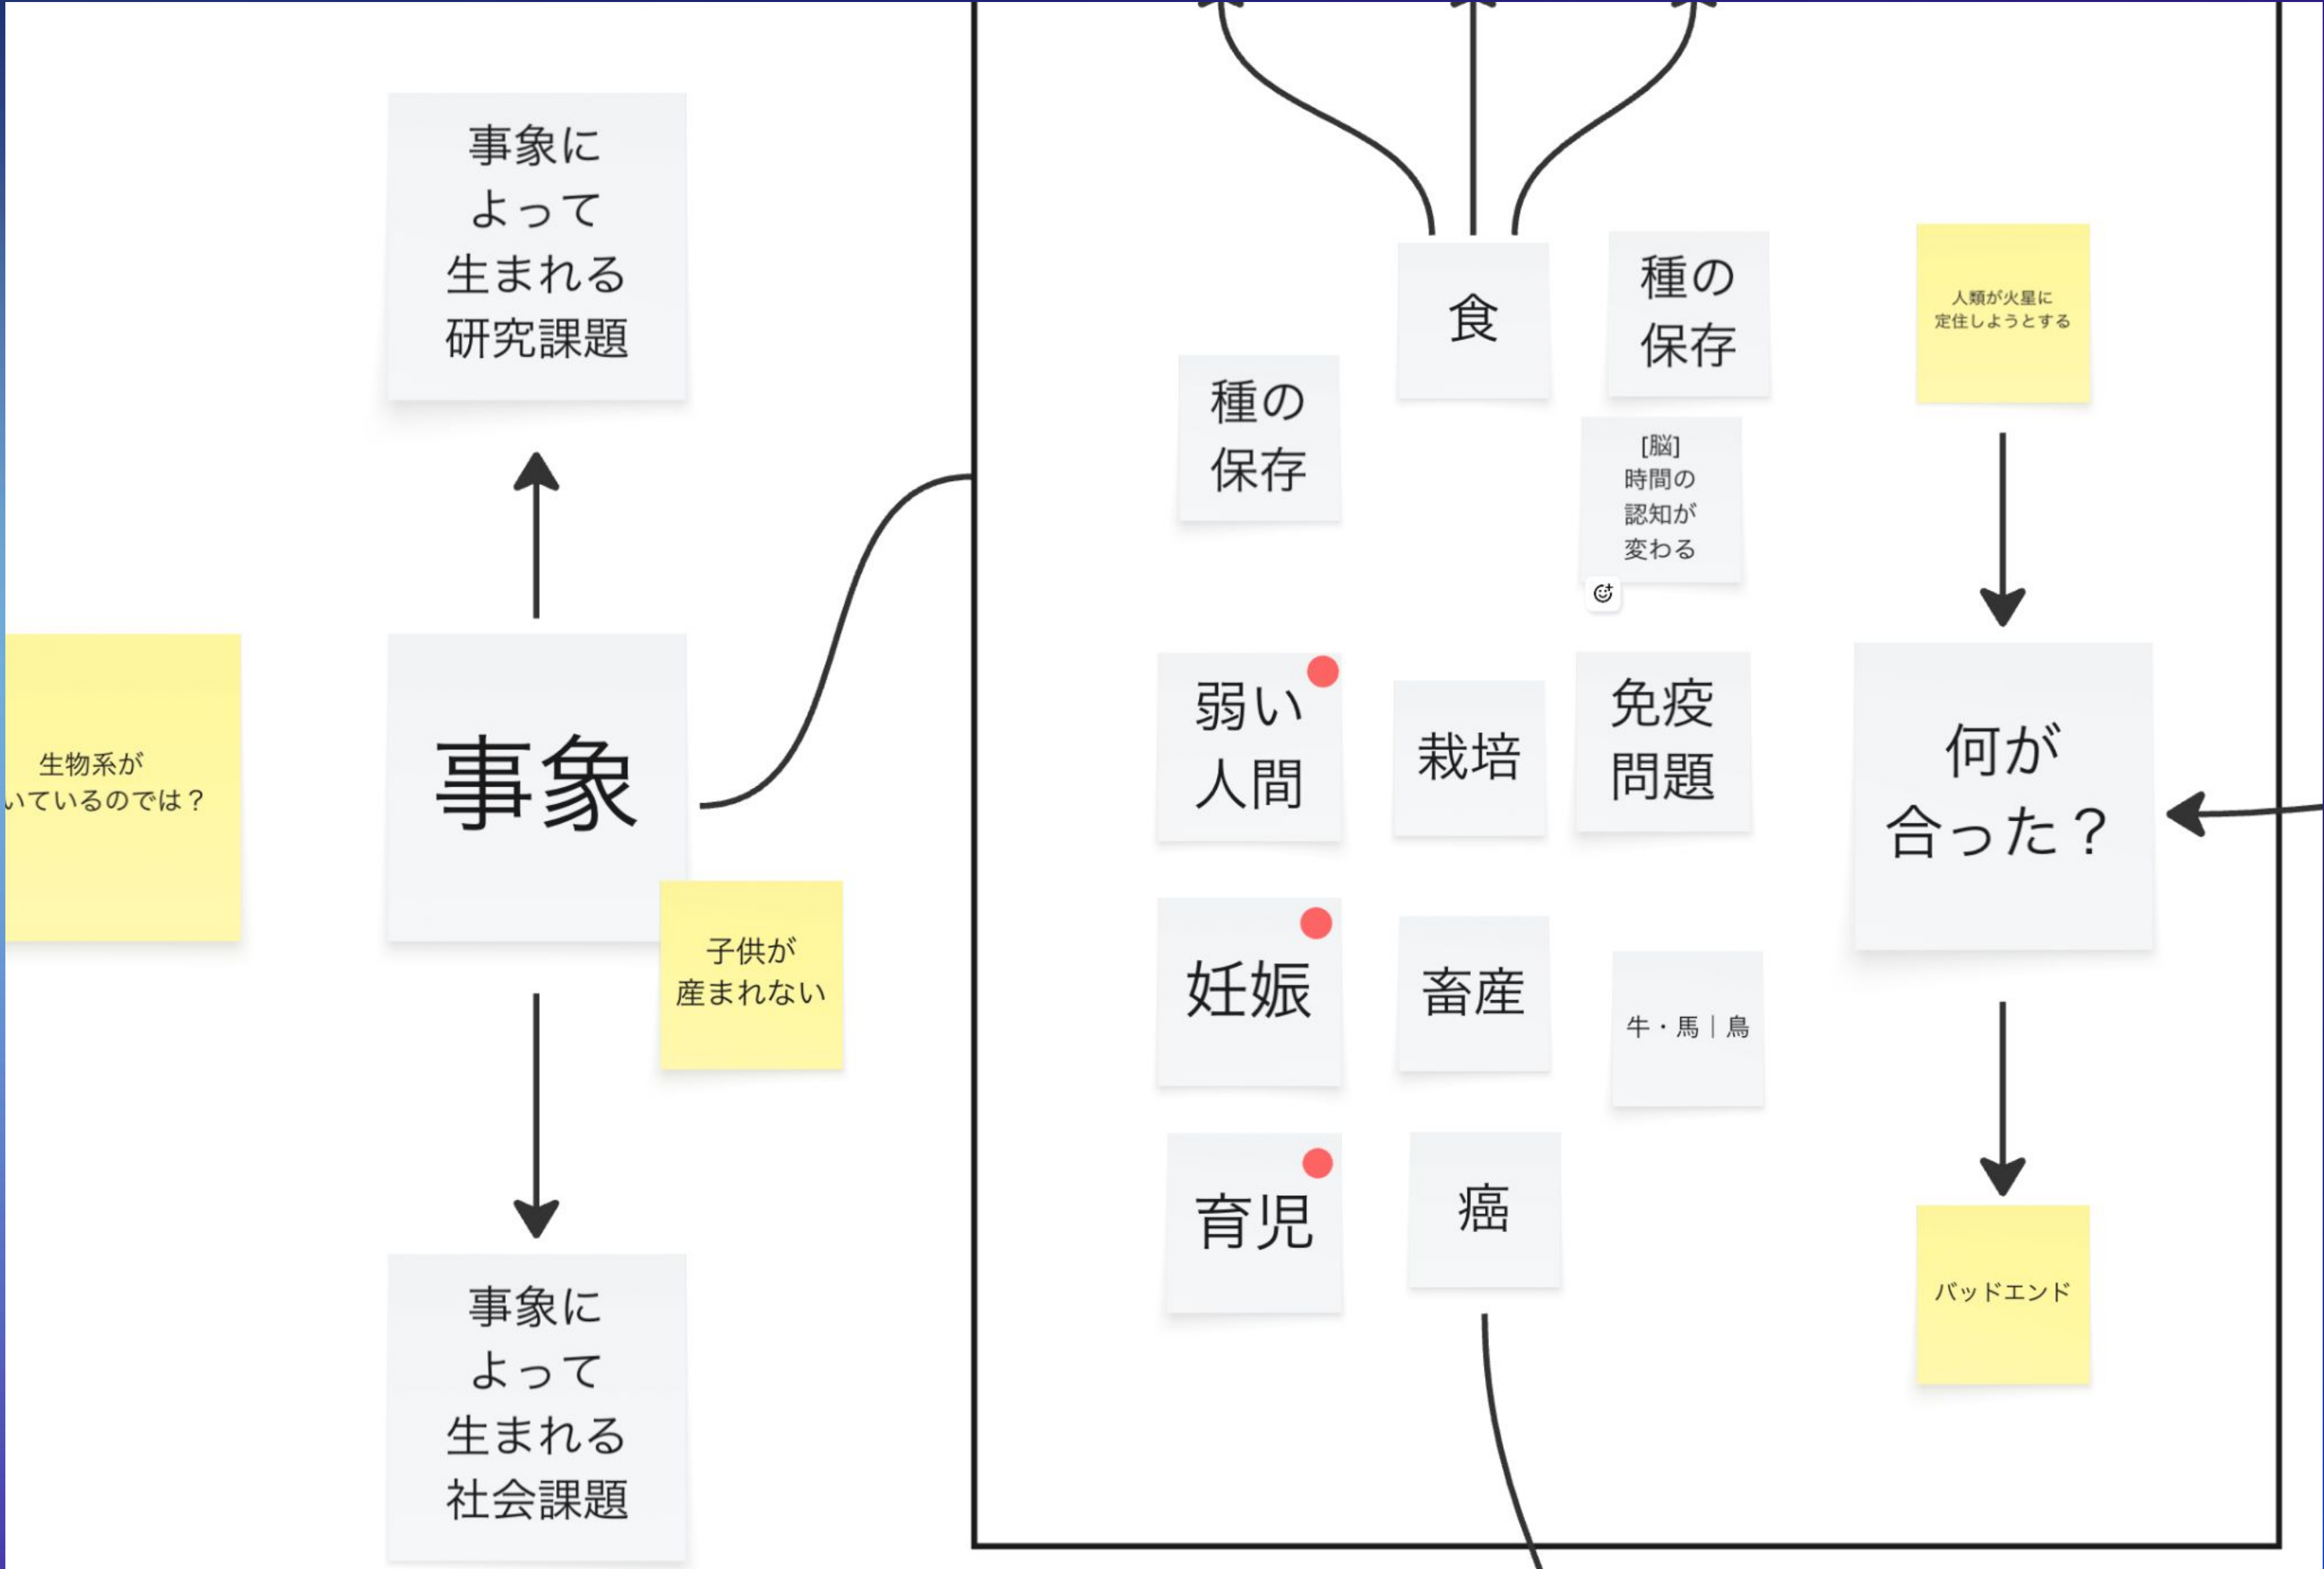 事象に
よって
生まれる
研究課題
事象
生物系が
いているのでは？
子供が
産まれない
事象に
よって
生まれる
社会課題
食
種の
保存
種の
保存
[脳]
時間の
認知が
変わる
弱い
人間
栽培
免疫
問題
妊娠
畜産
牛・馬｜鳥
育児
癌
人類が火星に
定住しようとする
何が
合った？
バッドエンド